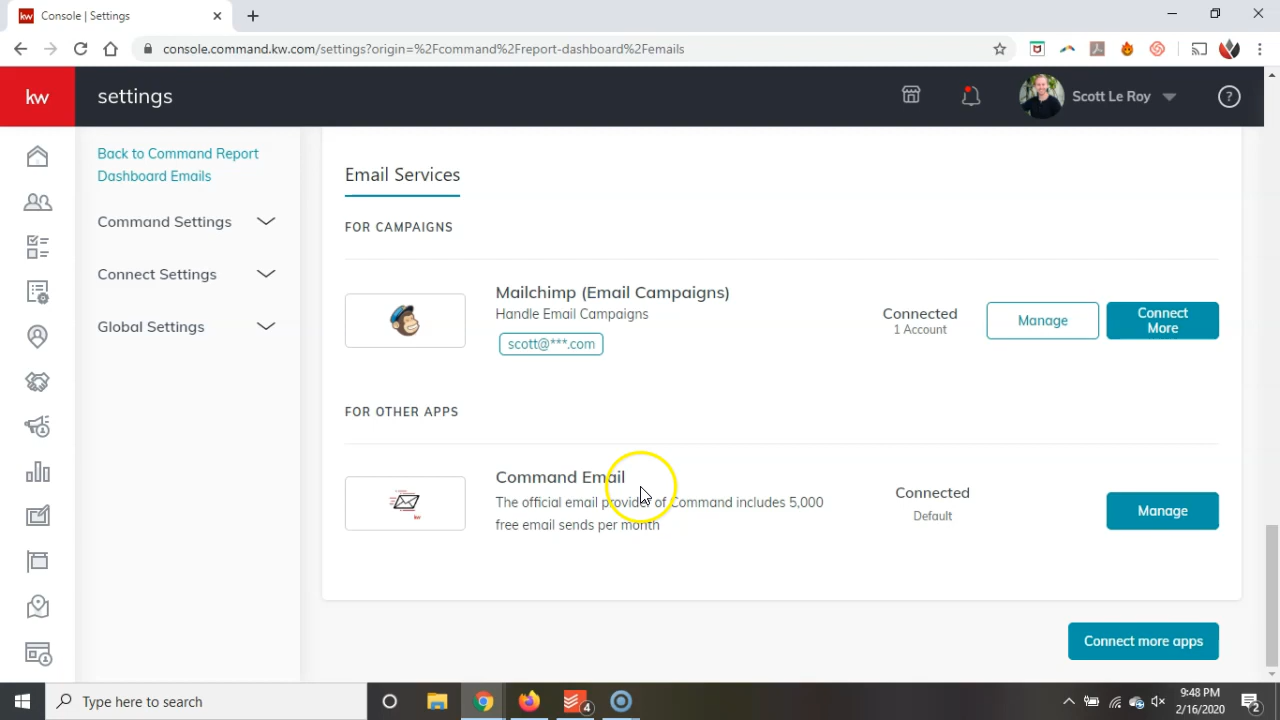 kw
Console | Settings
console.command.kw.com/settings?origin=%2Fcommand%2Freport-dashboard%2Femails
kw
settings
Scott Le Roy
?
Back to Command Report
Dashboard Emails
Command Settings
Connect Settings
Global Settings
Email Services
FOR CAMPAIGNS
Mailchimp (Email Campaigns)
Handle Email Campaigns
scott@***.com
Connected
1 Account
Manage
Connect
More
FOR OTHER APPS
Command Email
The official email provider of Command includes 5,000
free email sends per month
kw
Connected
Default
Manage
Connect more apps
Type here to search
4
9:48 PM
2/16/2020
2